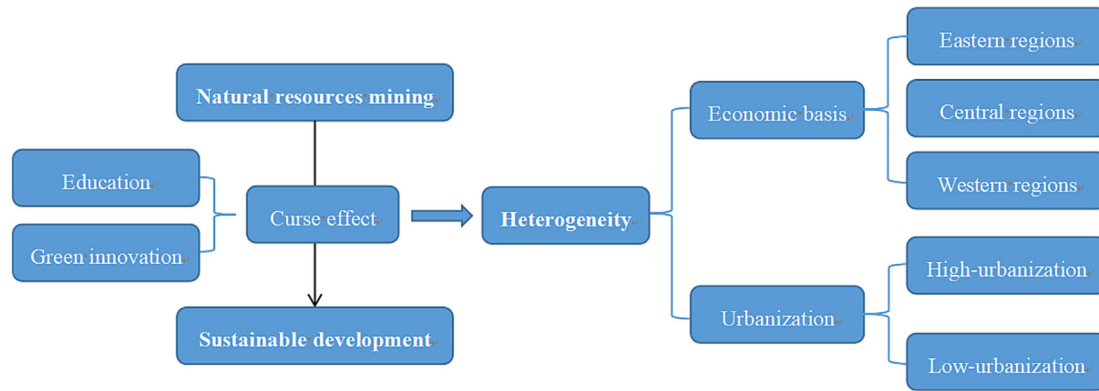 Natural resources mining
Education
Green innovation
Curse effect
Sustainable development
Heterogeneity
Economic basis
Urbanization
Eastern regions
Central regions
Western regions
High-urbanization
Low-urbanization